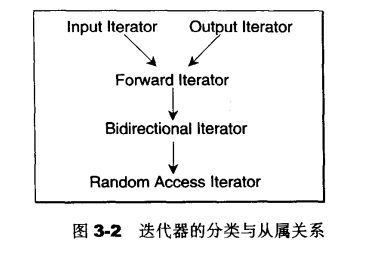 Input Iterator Output Iterator
Forward Iterator
Bidirectional Iterator
Random Access Iterator
图 3-2 迭代器的分类与从属关系